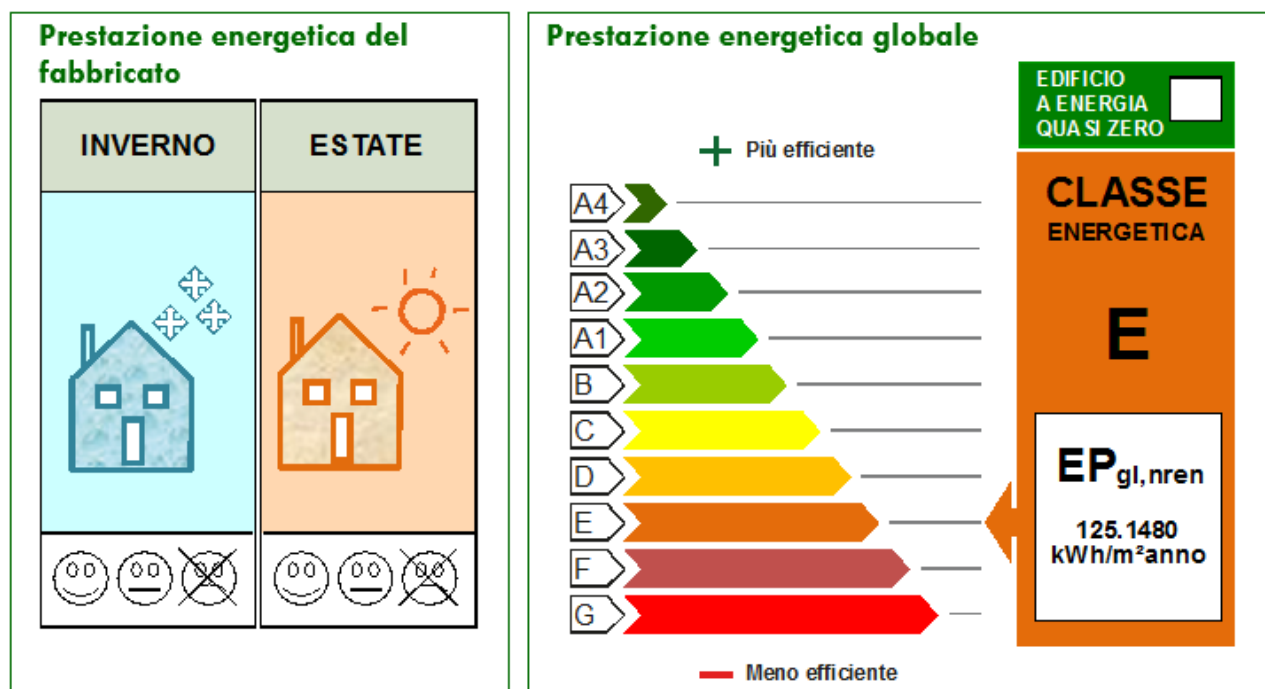 Prestazione energetica del
fabbricato
INVERNO
ESTATE
Prestazione energetica globale
EDIFICIO
A ENERGIA
QUASI ZERO
Più efficiente
A4
A3
A2
A1
B
C
D
E
F
G
Meno efficiente
CLASSE
ENERGETICA
E
EPgl,nren
125.1480
kWh/m²anno